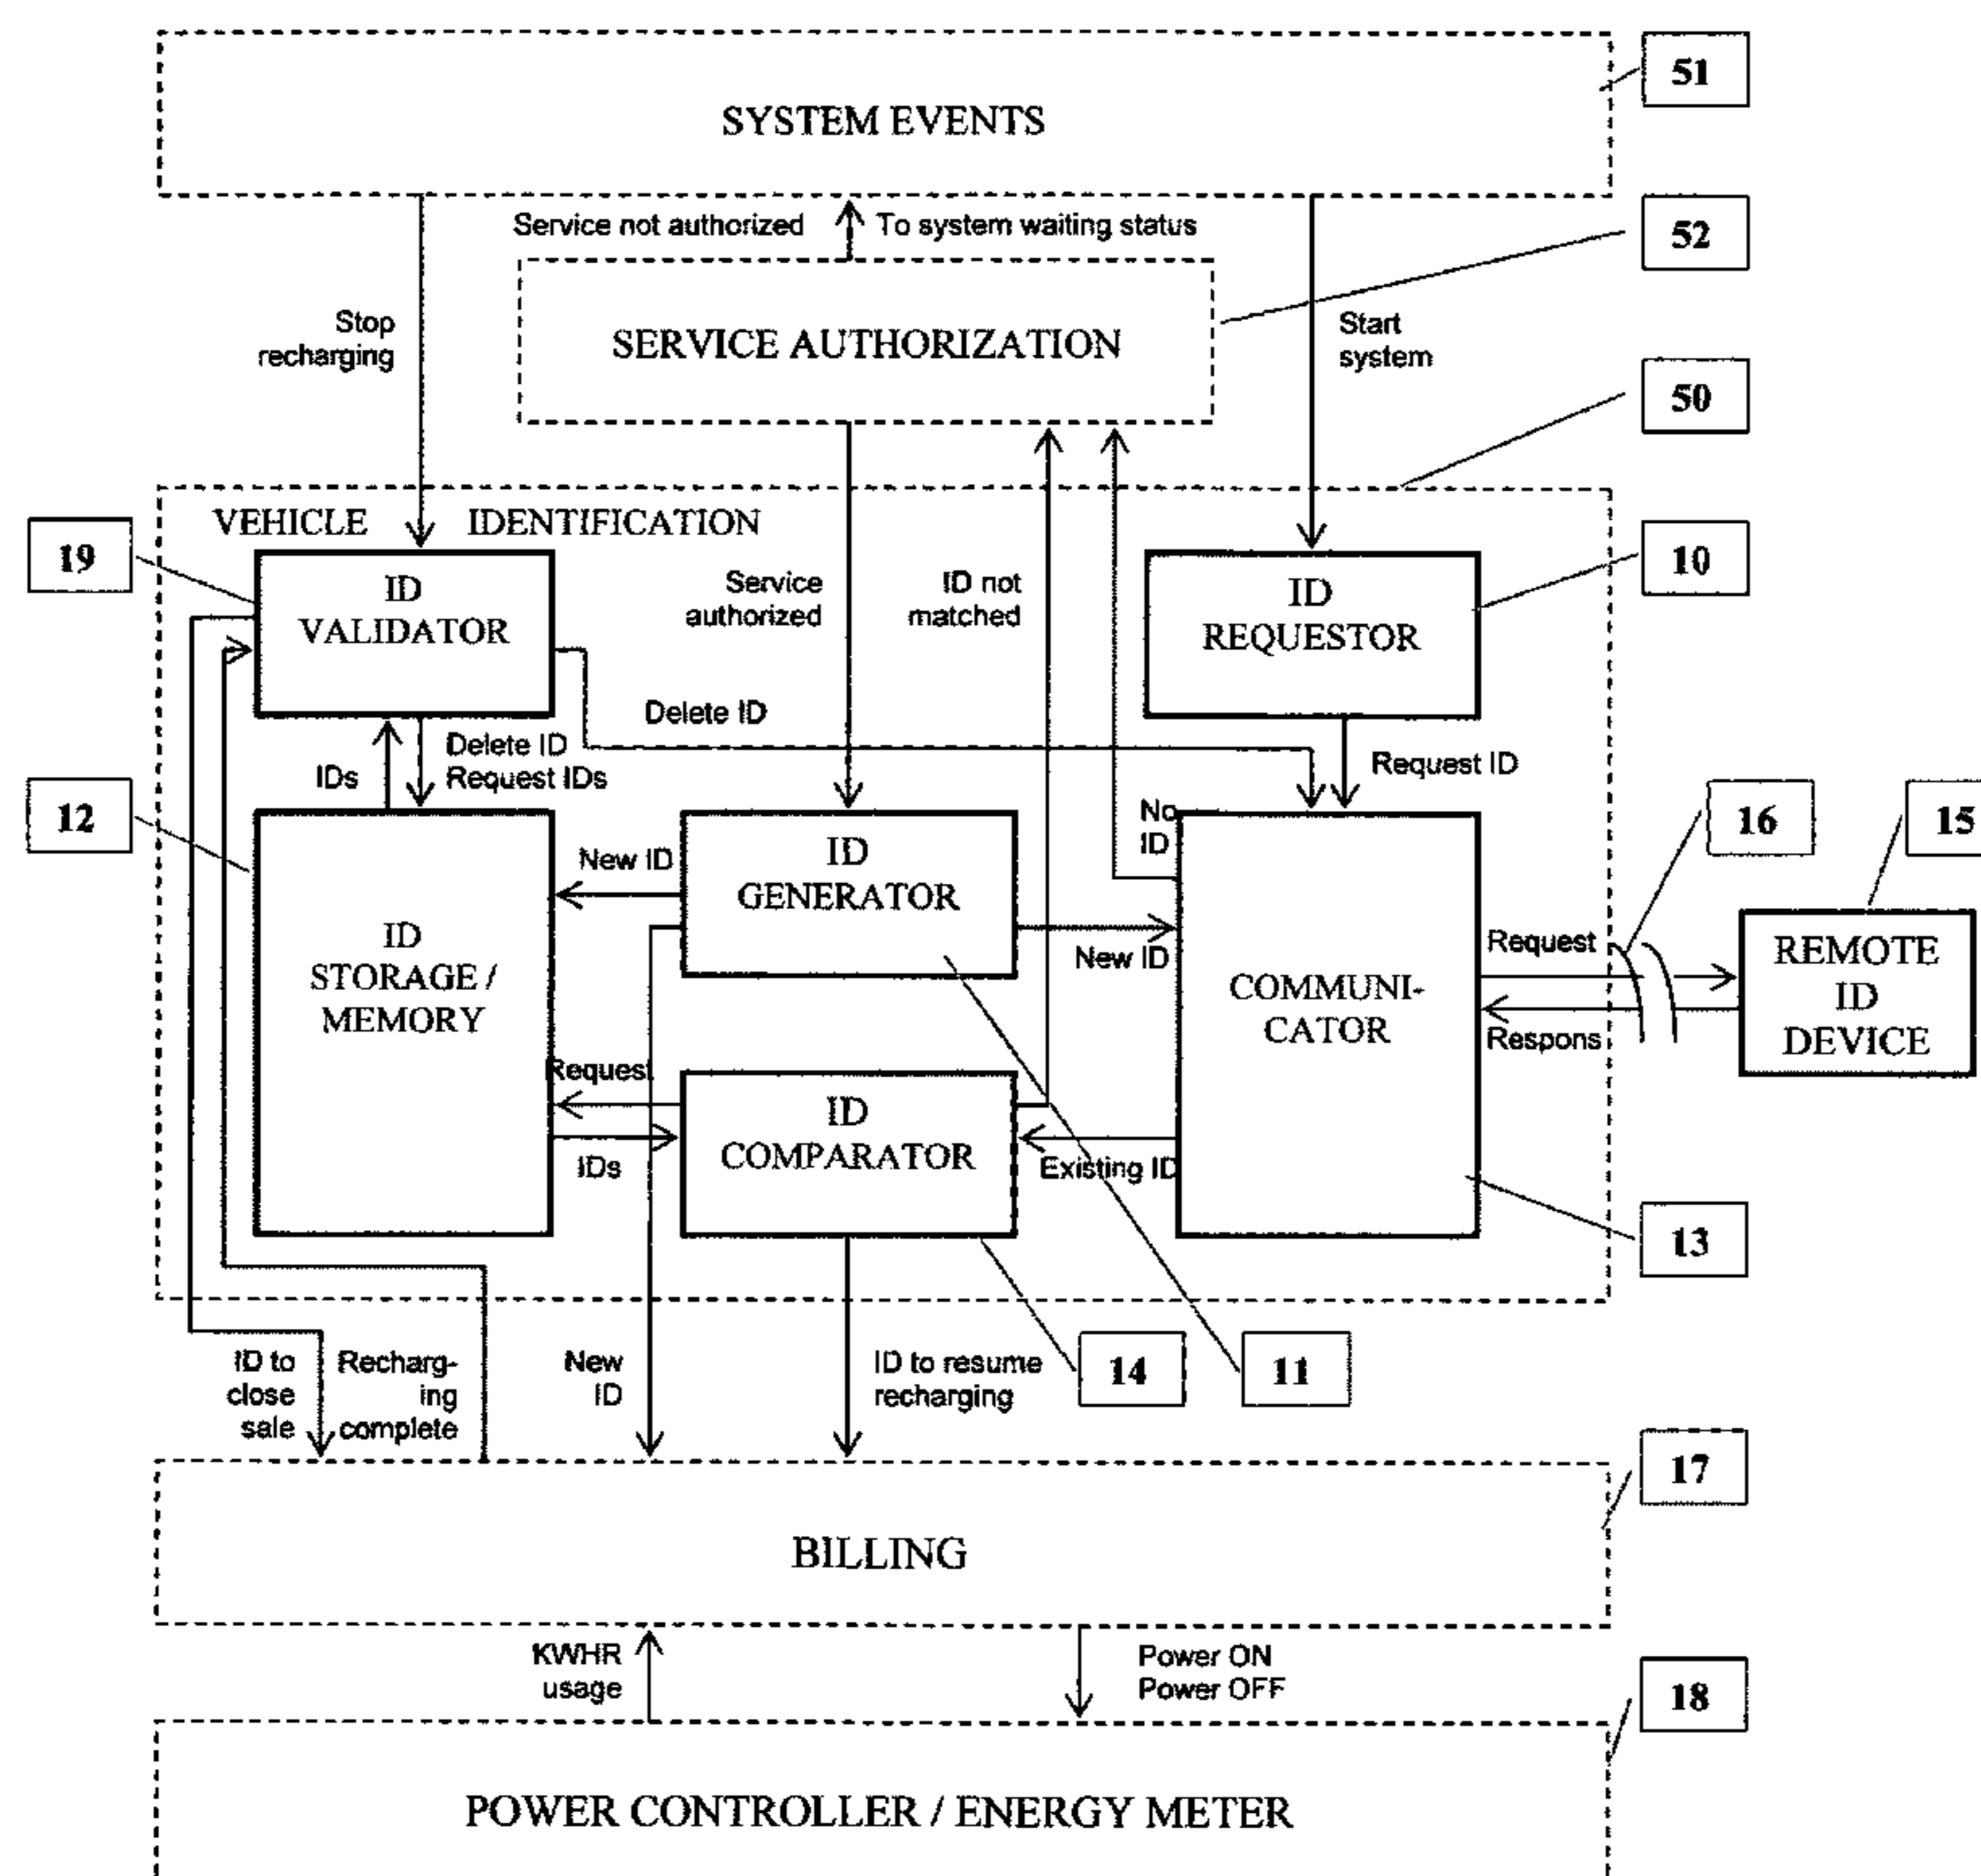 51
SYSTEM EVENTS
52
Service not authorized
To system waiting status
SERVICE AUTHORIZATION
Stop
recharging
Start
system
50
VEHICLE IDENTIFICATION
19
ID
VALIDATOR
Service
authorized
ID not
matched
ID
REQUESTOR
10
Delete ID
IDs
Delete ID
Request IDs
Request ID
12
New ID
ID
GENERATOR
No
ID
16
15
ID
STORAGE /
MEMORY
New ID
COMMUNI-
CATOR
Request
Respons
REMOTE
ID
DEVICE
Request
IDs
ID
COMPARATOR
Existing ID
13
ID to
close
sale
Recharg-
ing
complete
New
ID
ID to resume
recharging
14
11
17
BILLING
KWHR
usage
Power ON
Power OFF
18
POWER CONTROLLER / ENERGY METER